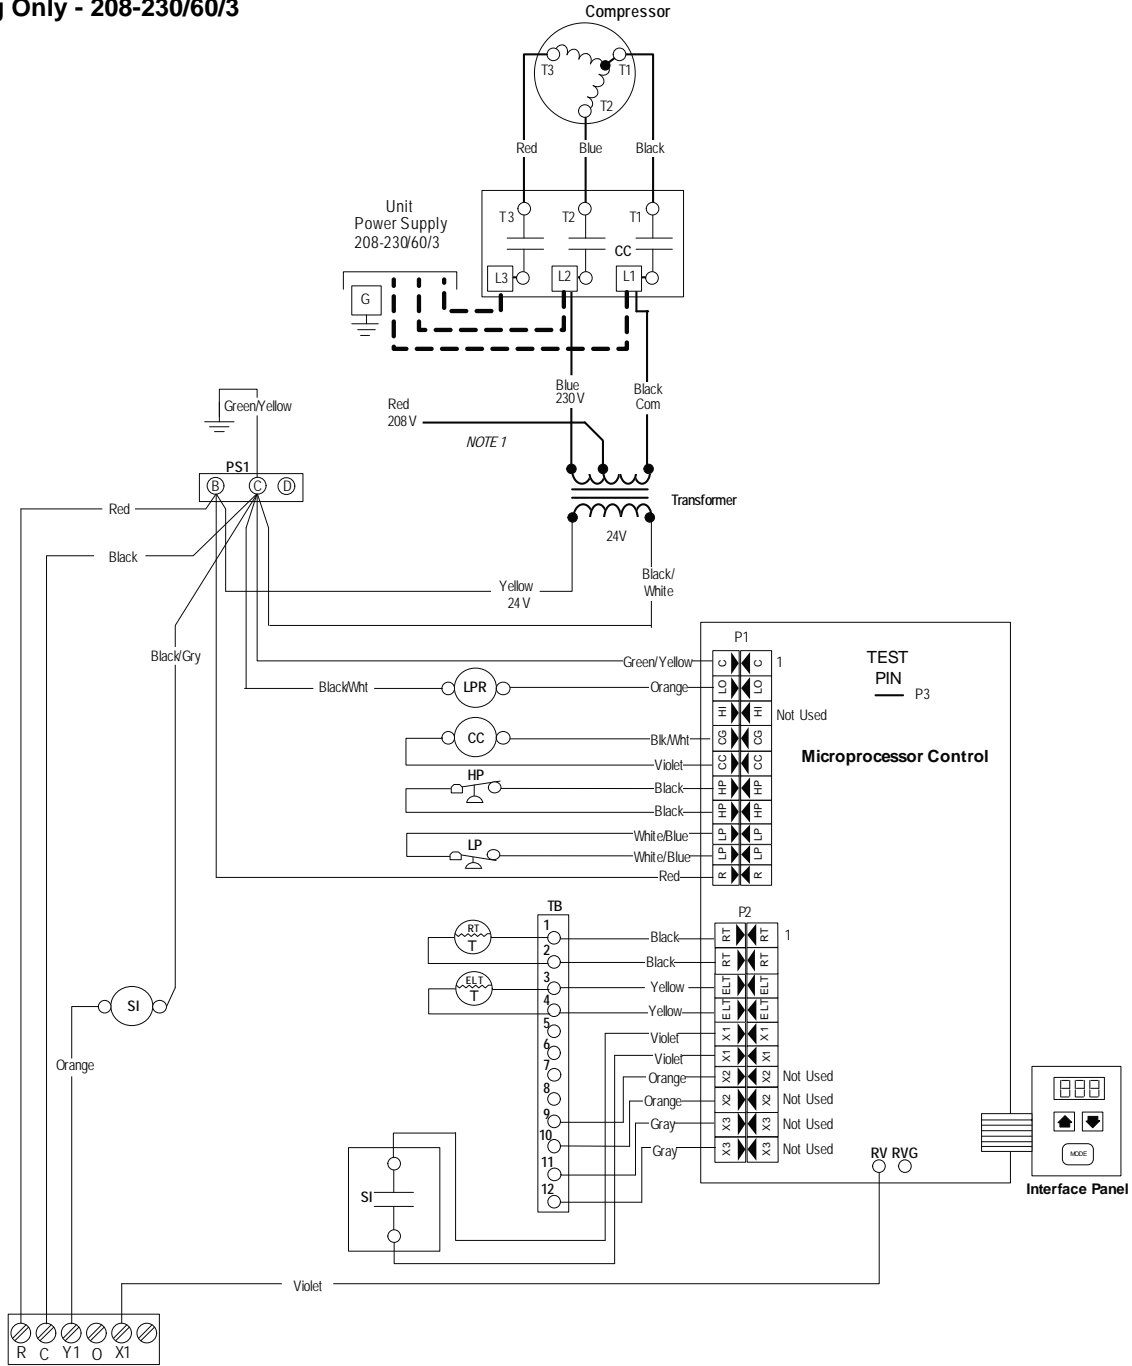 g Only - 208-230/60/3
Compressor
T3
T1
T2
Red
Blue
Black
Unit
Power Supply
208-230/60/3
T3
T2
T1
CC
L3
L2
L1
G
Blue
230 V
Black
Com
Red
208 V
NOTE 1
Green/Yellow
PS1
B
C
D
Transformer
24V
Red
Black
Yellow
24 V
Black/
White
Black/Gry
P1
TEST
PIN
P3
Microprocessor Control
Green/Yellow
C
C
1
Black/Wht
LPR
Orange
LO
LO
HI
HI
Not Used
CC
Blk/Wht
CG
CG
Violet
CC
CC
HP
Black
HP
HP
Black
HP
HP
White/Blue
LP
LP
LP
White/Blue
LP
LP
Red
R
R
TB
P2
RT
T
1
Black
RT
RT
1
2
Black
RT
RT
ELT
T
3
Yellow
ELT
ELT
4
Yellow
ELT
ELT
5
Violet
X1
X1
6
Violet
X1
X1
7
Orange
X2
X2
Not Used
8
Orange
X2
X2
Not Used
9
Gray
X3
X3
Not Used
10
Gray
X3
X3
Not Used
11
12
SI
Orange
SI
RV RVG
888
MODE
Interface Panel
Violet
R
C
Y1
O
X1